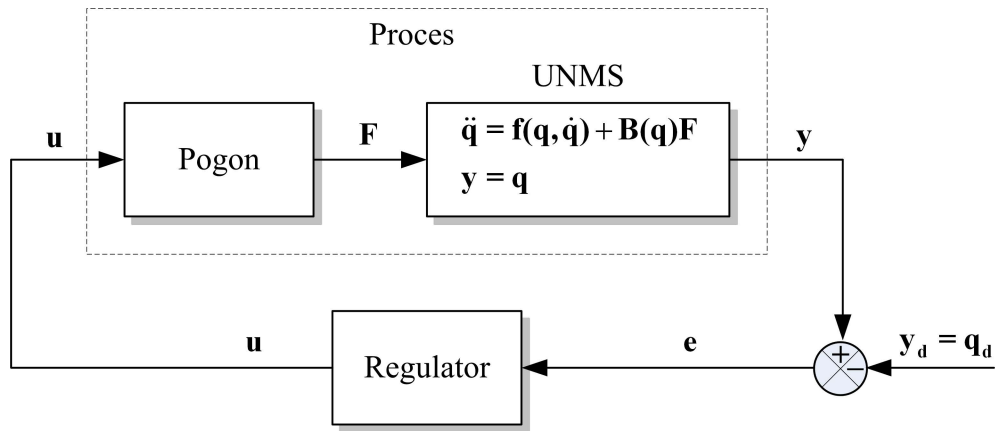 Proces
UNMS
u
Pogon
F
q̈ = f(q, q̇) + B(q)F
y = q
y
u
Regulator
e
+
−
y_d = q_d